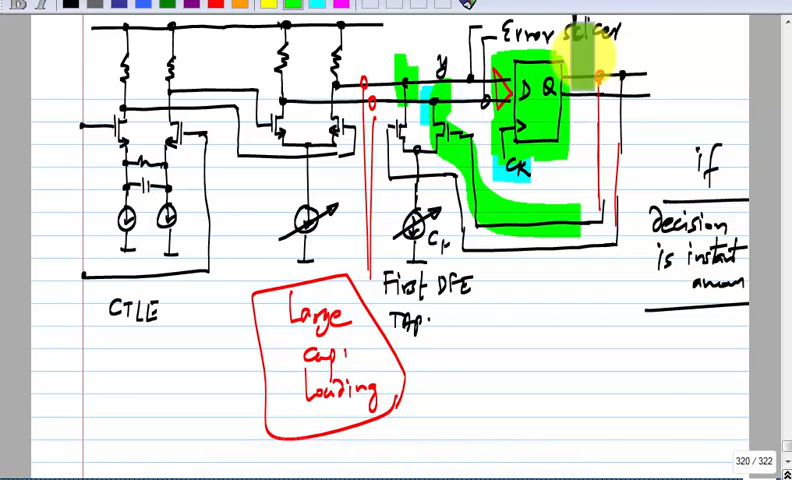 Error slicer
y
D Q
CK
if
decision
is instant
C₁
First DFE
TAP.
CTLE
Large
cap.
Loading
320 / 322